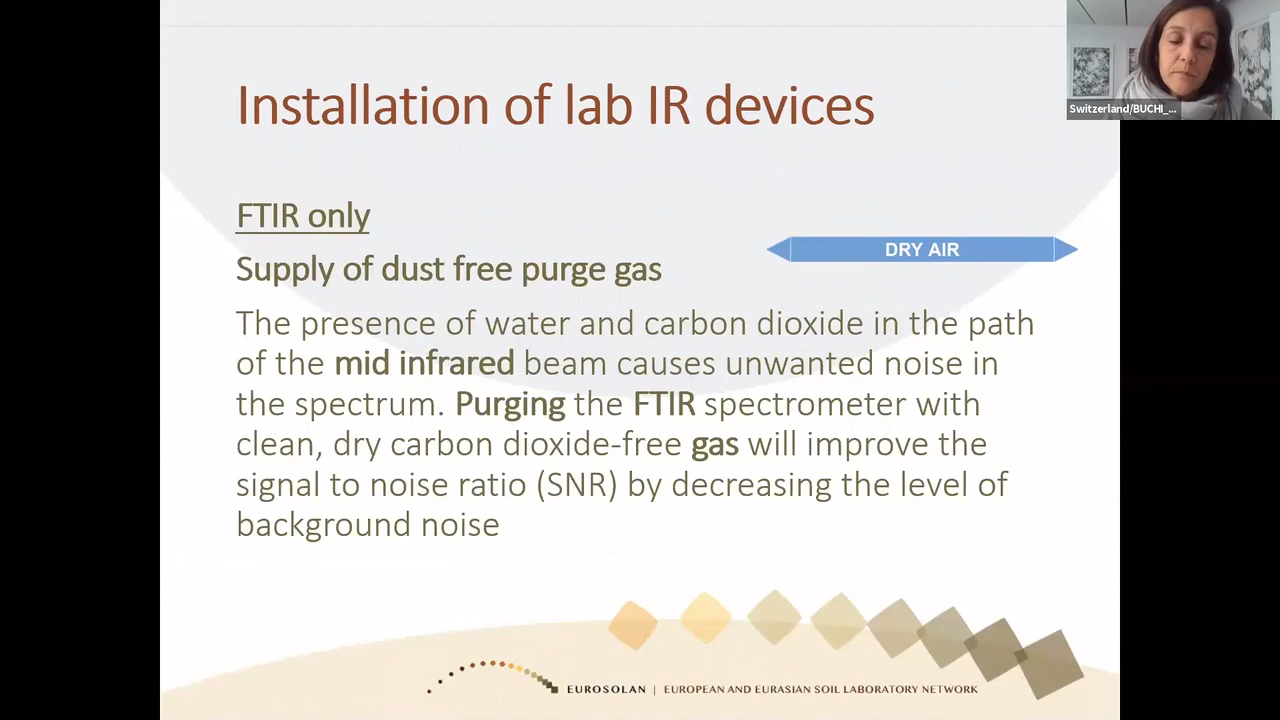 Installation of lab IR devices
Switzerland/BUCHI_...
FTIR only
DRY AIR
Supply of dust free purge gas
The presence of water and carbon dioxide in the path
of the mid infrared beam causes unwanted noise in
the spectrum. Purging the FTIR spectrometer with
clean, dry carbon dioxide-free gas will improve the
signal to noise ratio (SNR) by decreasing the level of
background noise
EUROSOLAN | EUROPEAN AND EURASIAN SOIL LABORATORY NETWORK